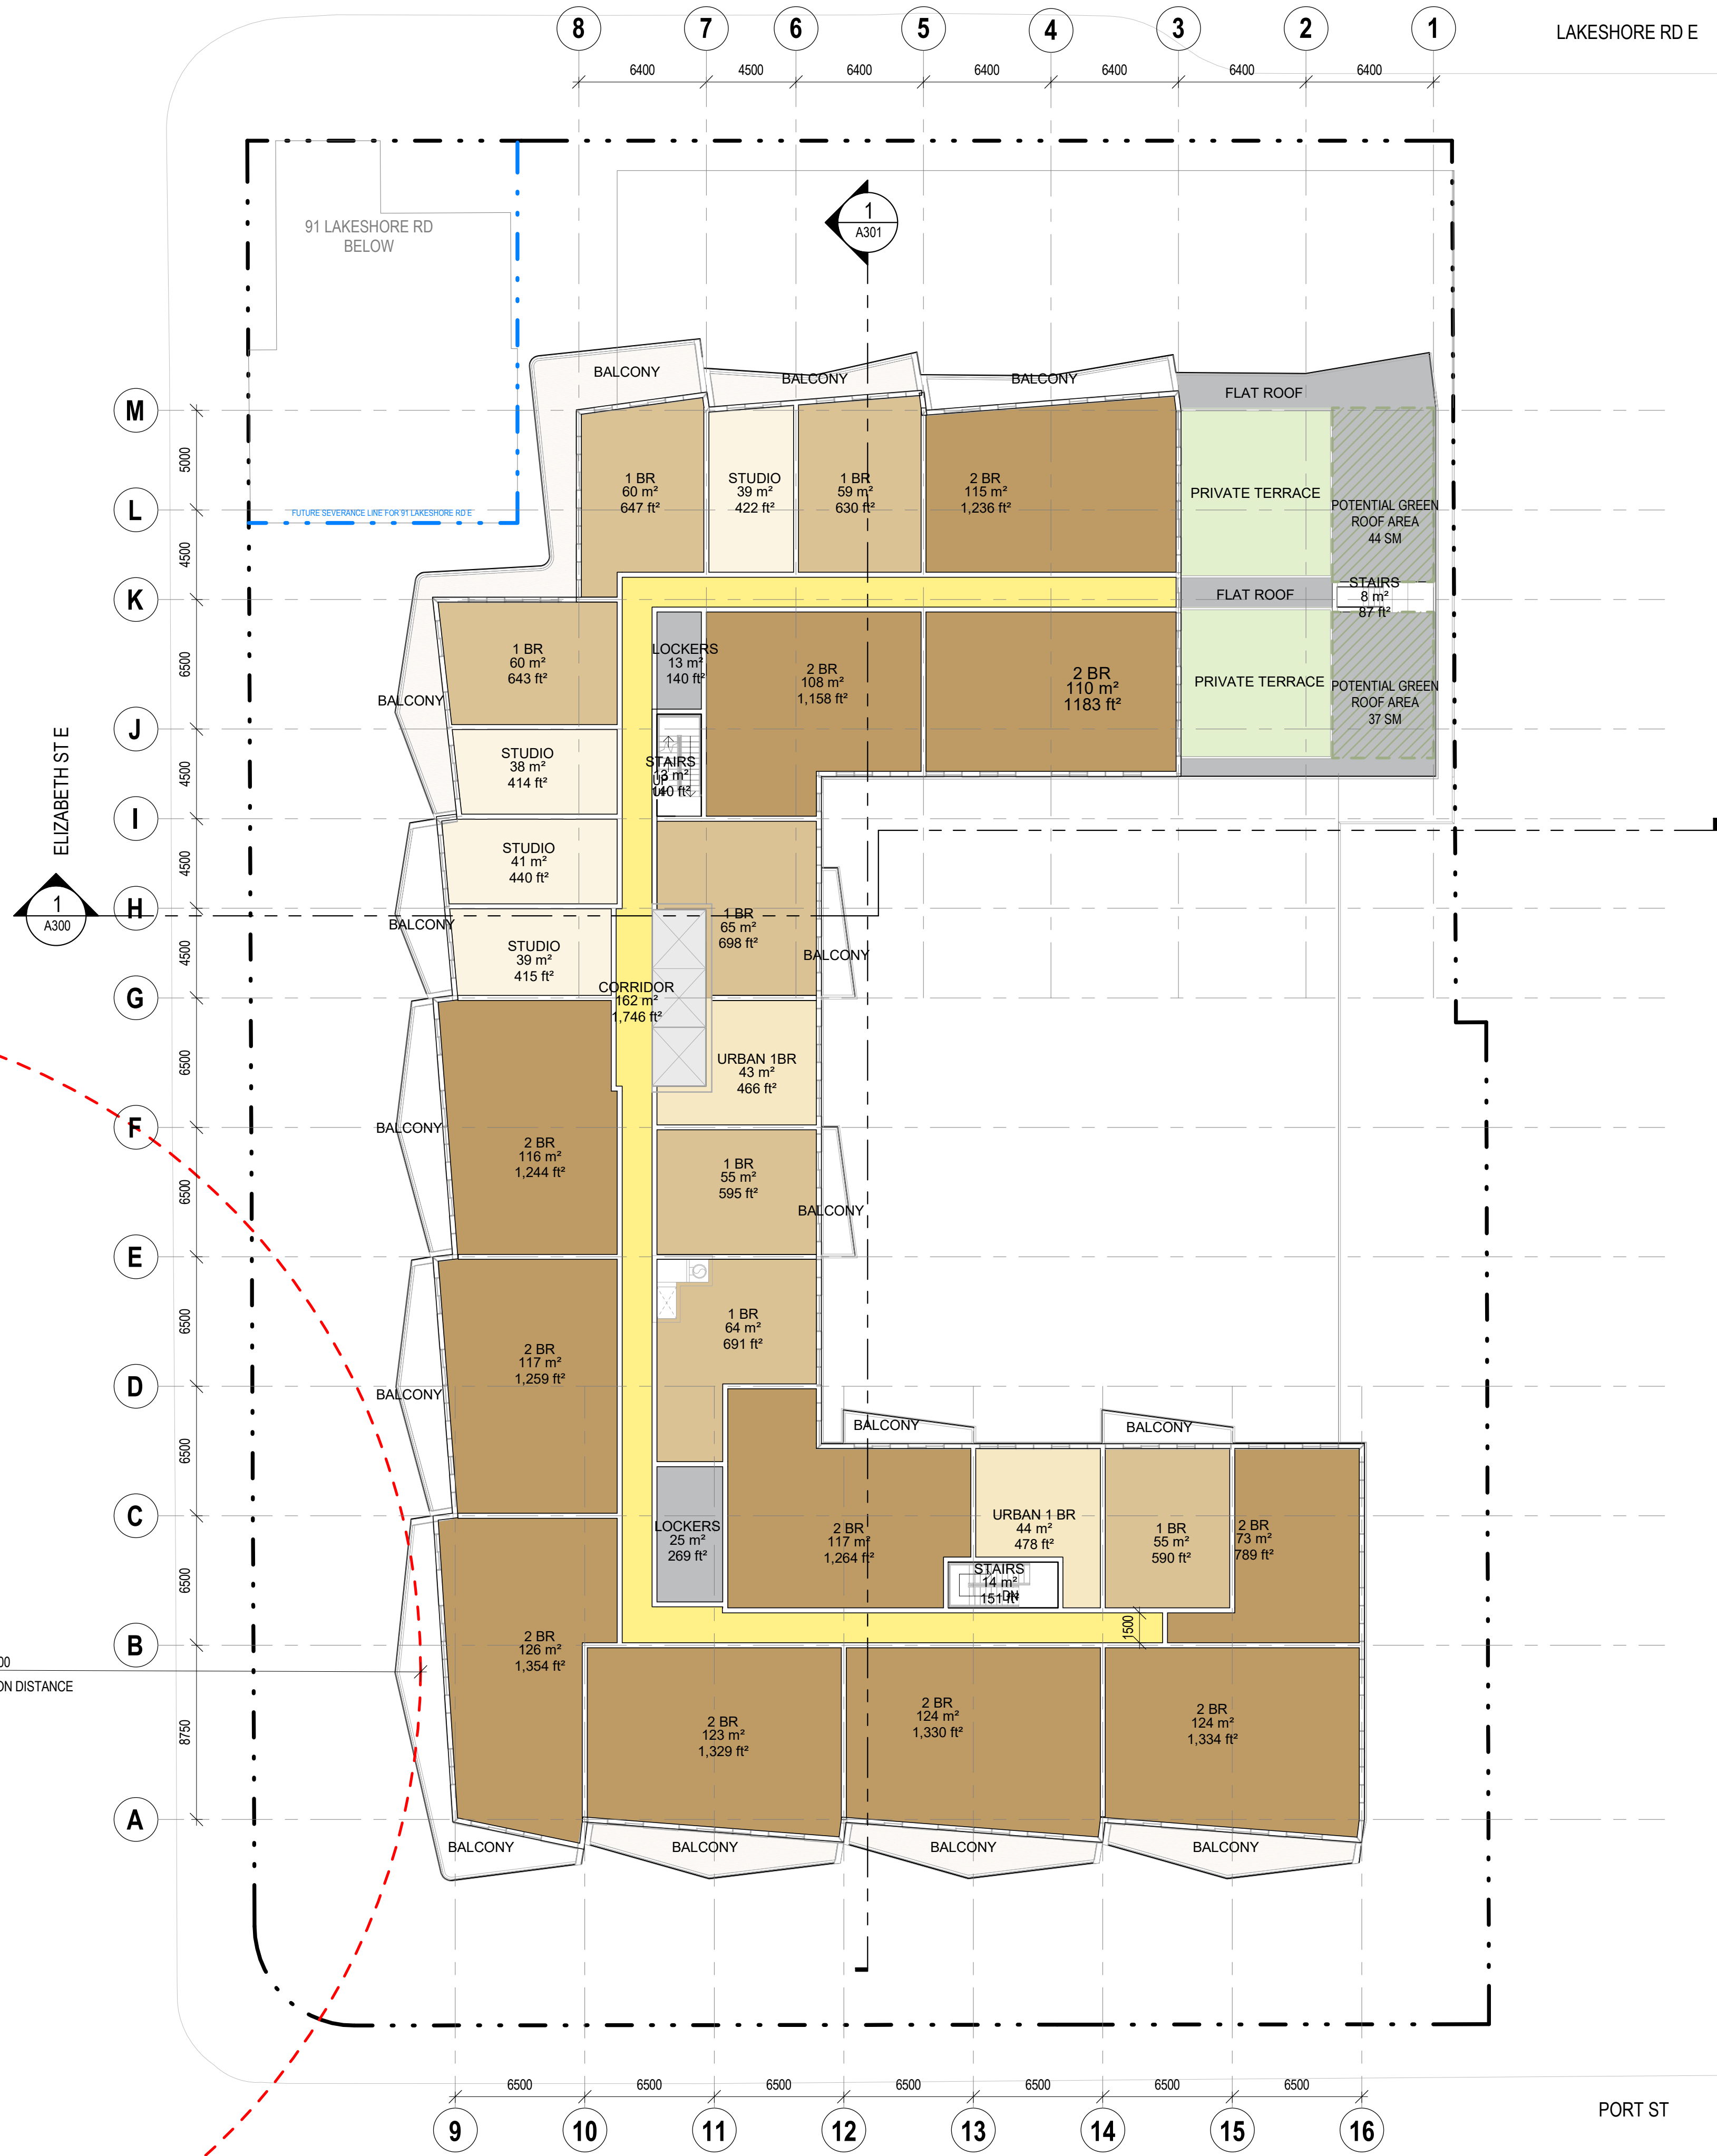 8
7
6
5
4
3
2
1
LAKESHORE RD E
6400
4500
6400
6400
6400
6400
6400
91 LAKESHORE RD
BELOW
1
A301
BALCONY
BALCONY
BALCONY
FLAT ROOF
M
5000
L
4500
K
6500
J
4500
I
4500
H
4500
G
6500
F
6500
E
6500
D
6500
C
6500
B
8750
A
FUTURE SEVERANCE LINE FOR 91 LAKESHORE RD E
1 BR
60 m²
647 ft²
STUDIO
39 m²
422 ft²
1 BR
59 m²
630 ft²
2 BR
115 m²
1,236 ft²
PRIVATE TERRACE
POTENTIAL GREEN
ROOF AREA
44 SM
FLAT ROOF
STAIRS
8 m²
87 ft²
1 BR
60 m²
643 ft²
LOCKERS
13 m²
140 ft²
2 BR
108 m²
1,158 ft²
2 BR
110 m²
1183 ft²
PRIVATE TERRACE
POTENTIAL GREEN
ROOF AREA
37 SM
BALCONY
ELIZABETH ST E
STUDIO
38 m²
414 ft²
STAIRS
13 m²
140 ft²
UP
STUDIO
41 m²
440 ft²
1
A300
BALCONY
STUDIO
39 m²
415 ft²
1 BR
65 m²
698 ft²
BALCONY
CORRIDOR
162 m²
1,746 ft²
URBAN 1BR
43 m²
466 ft²
BALCONY
2 BR
116 m²
1,244 ft²
1 BR
55 m²
595 ft²
BALCONY
2 BR
117 m²
1,259 ft²
1 BR
64 m²
691 ft²
BALCONY
BALCONY
BALCONY
LOCKERS
25 m²
269 ft²
2 BR
117 m²
1,264 ft²
URBAN 1 BR
44 m²
478 ft²
1 BR
55 m²
590 ft²
2 BR
73 m²
789 ft²
STAIRS
14 m²
151 ft²
DN
1500
2 BR
126 m²
1,354 ft²
00
ON DISTANCE
2 BR
123 m²
1,329 ft²
2 BR
124 m²
1,330 ft²
2 BR
124 m²
1,334 ft²
BALCONY
BALCONY
BALCONY
BALCONY
6500
6500
6500
6500
6500
6500
6500
9
10
11
12
13
14
15
16
PORT ST